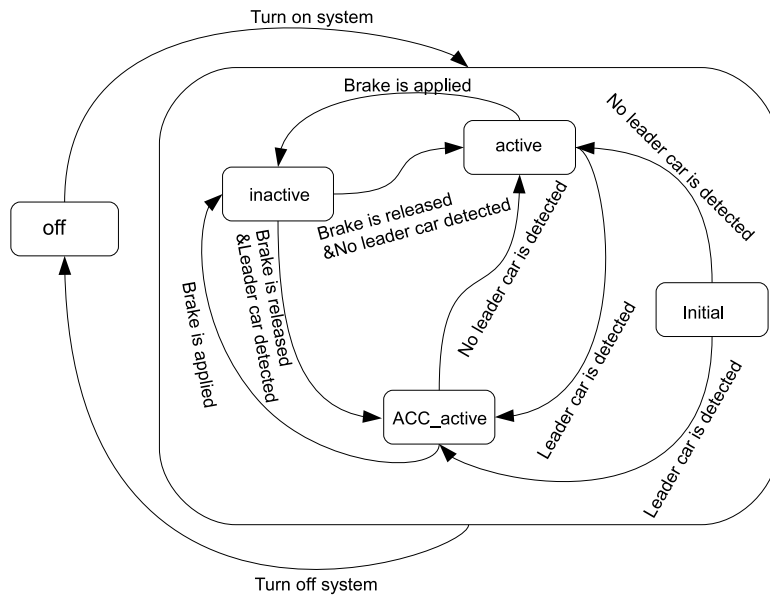 Turn on system
Brake is applied
active
No leader car is detected
inactive
Brake is released
&No leader car detected
off
Brake is released
&Leader car detected
Brake is applied
No leader car is detected
Initial
Leader car is detected
ACC_active
Leader car is detected
Turn off system